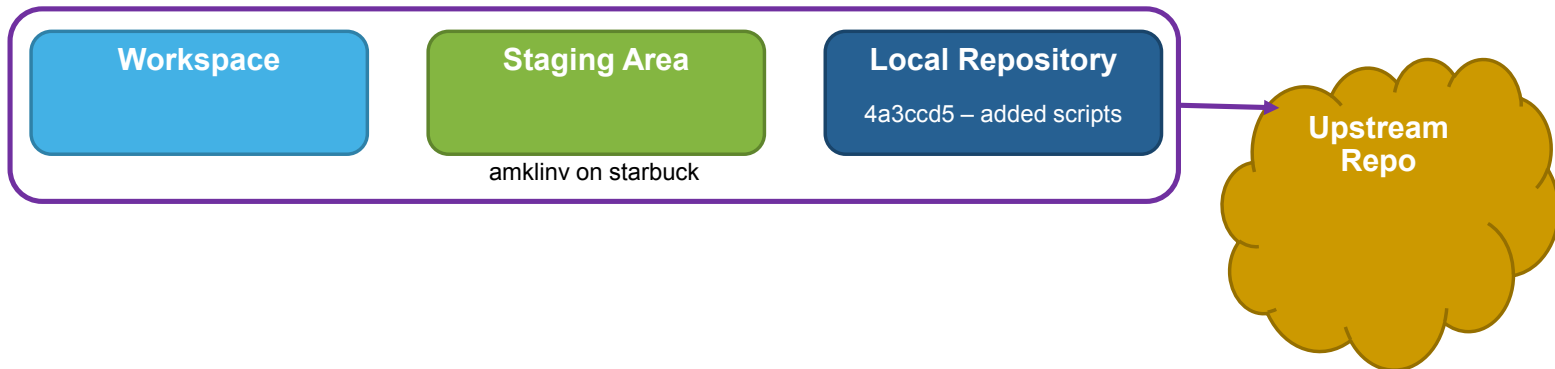 Workspace
Staging Area
Local Repository
4a3ccd5 – added scripts
amklinv on starbuck
Upstream
Repo